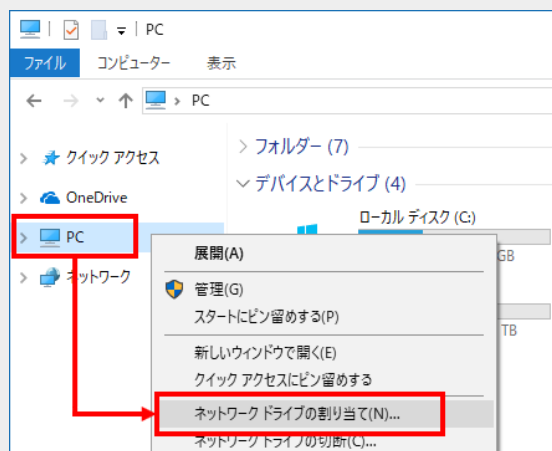 PC
ファイル コンピューター 表示
PC
クイック アクセス
OneDrive
PC
ネットワーク
フォルダー (7)
デバイスとドライブ (4)
ローカル ディスク (C:)
GB
TB
展開(A)
管理(G)
スタートにピン留めする(P)
新しいウィンドウで開く(E)
クイック アクセスにピン留めする
ネットワーク ドライブの割り当て(N)...
ネットワーク ドライブの切断(C)...